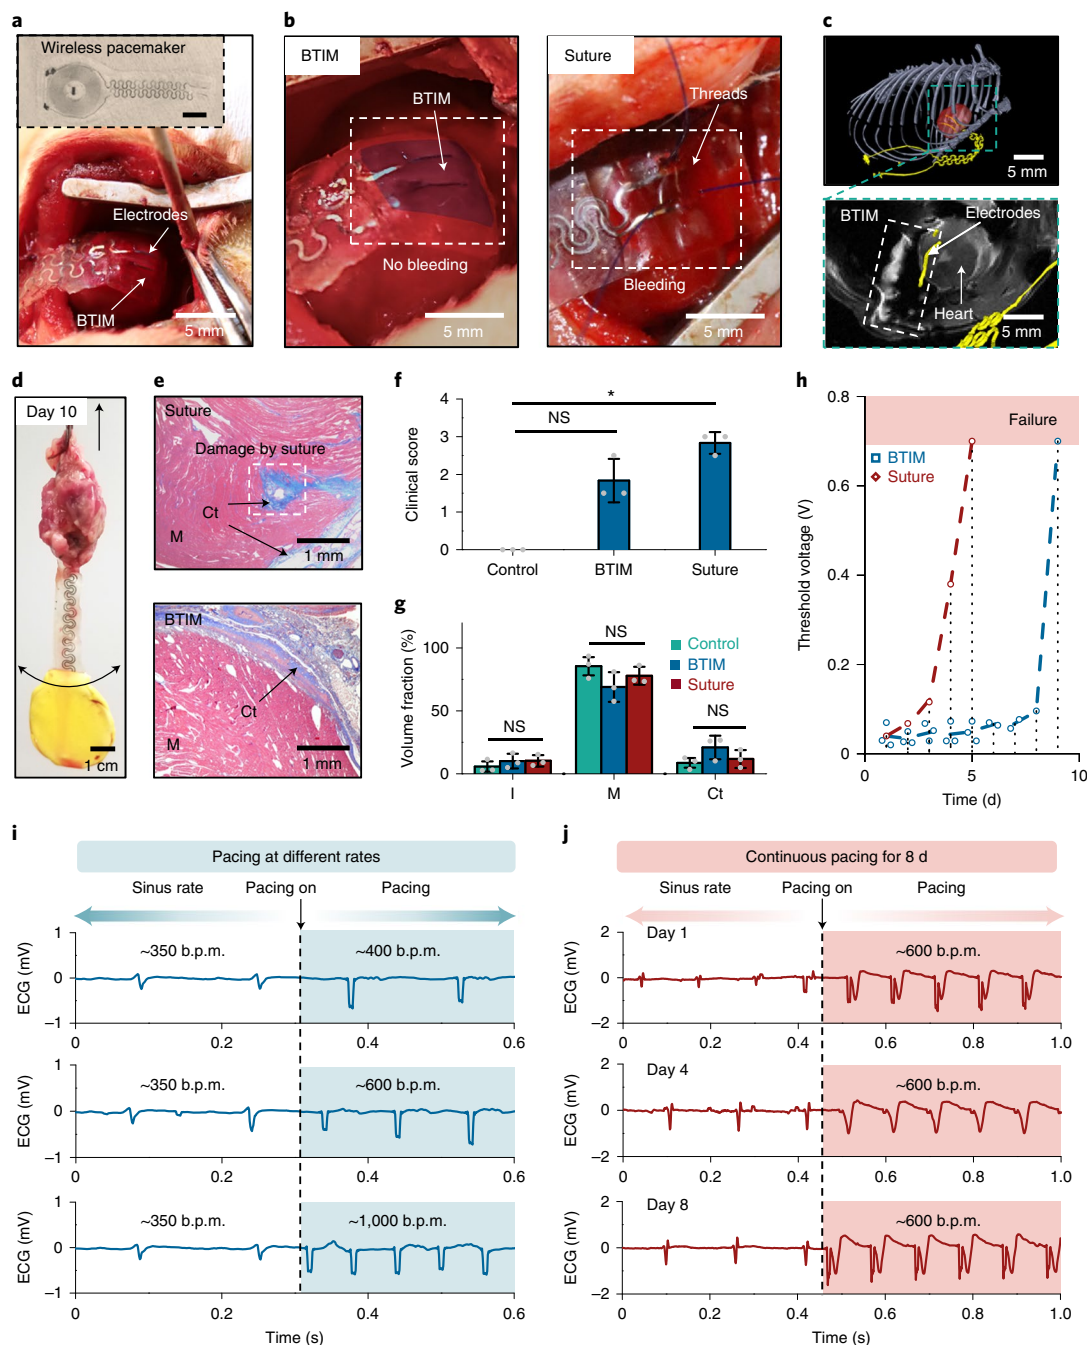 a
Wireless pacemaker
Electrodes
BTIM
5 mm
b
BTIM
BTIM
No bleeding
5 mm
Suture
Threads
Bleeding
5 mm
c
5 mm
BTIM
Electrodes
Heart
5 mm
d
Day 10
1 cm
e
Suture
Damage by suture
Ct
M
1 mm
BTIM
Ct
M
1 mm
f
Clinical score
4
3
2
1
0
*
NS
Control
BTIM
Suture
g
Volume fraction (%)
100
50
0
NS
NS
NS
Control
BTIM
Suture
I
M
Ct
h
Threshold voltage (V)
0.8
0.6
0.4
0.2
0
Failure
BTIM
Suture
0
5
10
Time (d)
i
Pacing at different rates
Sinus rate
Pacing on
Pacing
ECG (mV)
1
0
–1
~350 b.p.m.
~400 b.p.m.
0
0.2
0.4
0.6
ECG (mV)
1
0
–1
~350 b.p.m.
~600 b.p.m.
0
0.2
0.4
0.6
ECG (mV)
1
0
–1
~350 b.p.m.
~1,000 b.p.m.
0
0.2
0.4
0.6
Time (s)
j
Continuous pacing for 8 d
Sinus rate
Pacing on
Pacing
ECG (mV)
2
0
–2
Day 1
~600 b.p.m.
0
0.2
0.4
0.6
0.8
1.0
ECG (mV)
2
0
–2
Day 4
~600 b.p.m.
0
0.2
0.4
0.6
0.8
1.0
ECG (mV)
2
0
–2
Day 8
~600 b.p.m.
0
0.2
0.4
0.6
0.8
1.0
Time (s)